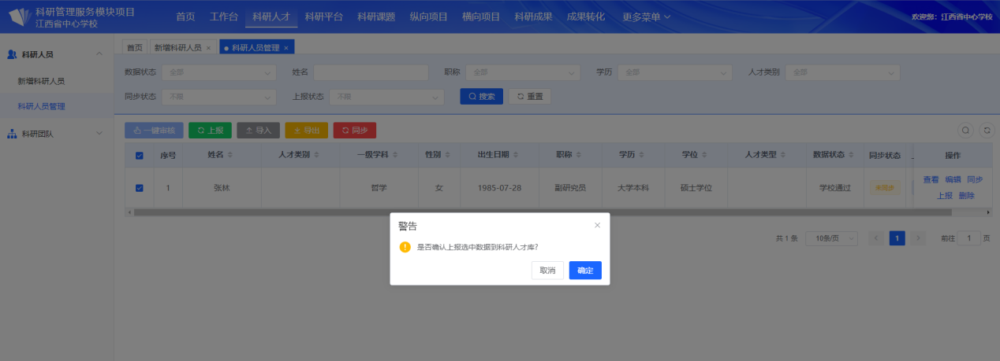 科研管理服务模块项目
江西省中心学校
首页 工作台 科研人才 科研平台 科研课题 纵向项目 横向项目 科研成果 成果转化 更多菜单
欢迎您：江西省中心学校
科研人员
新增科研人员
科研人员管理
科研团队
首页 新增科研人员 × 科研人员管理 ×
数据状态 全部 姓名 职称 全部 学历 全部 人才类别 全部
同步状态 不限 上报状态 不限 搜索 重置
一键审核 上报 导入 导出 同步
序号 姓名 人才类别 一级学科 性别 出生日期 职称 学历 学位 人才类型 数据状态 同步状态 操作
1 张林 哲学 女 1985-07-28 副研究员 大学本科 硕士学位 学校通过 未同步 查看 编辑 同步
上报 删除
共 1 条 10条/页 1 前往 1 页
警告
是否确认上报选中数据到科研人才库?
取消 确定